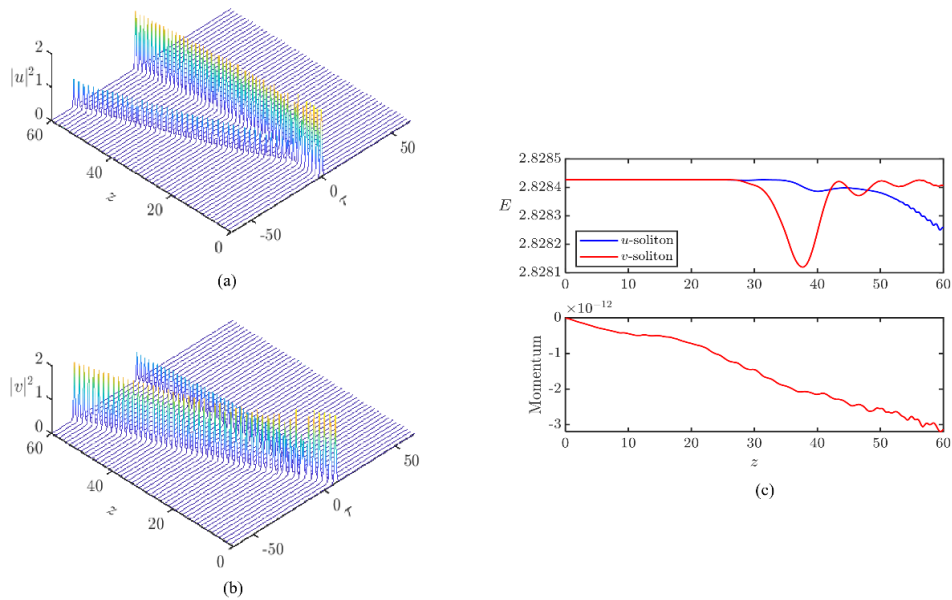 2
|u|²1
0
60
40
z
20
0
-50
0
τ
50
(a)
2
|v|²1
0
60
40
z
20
0
-50
0
τ
50
(b)
2.8285
2.8284
E
2.8283
2.8282
2.8281
u-soliton
v-soliton
0 10 20 30 40 50 60
×10⁻¹²
0
-1
Momentum
-2
-3
0 10 20 30 40 50 60
z
(c)